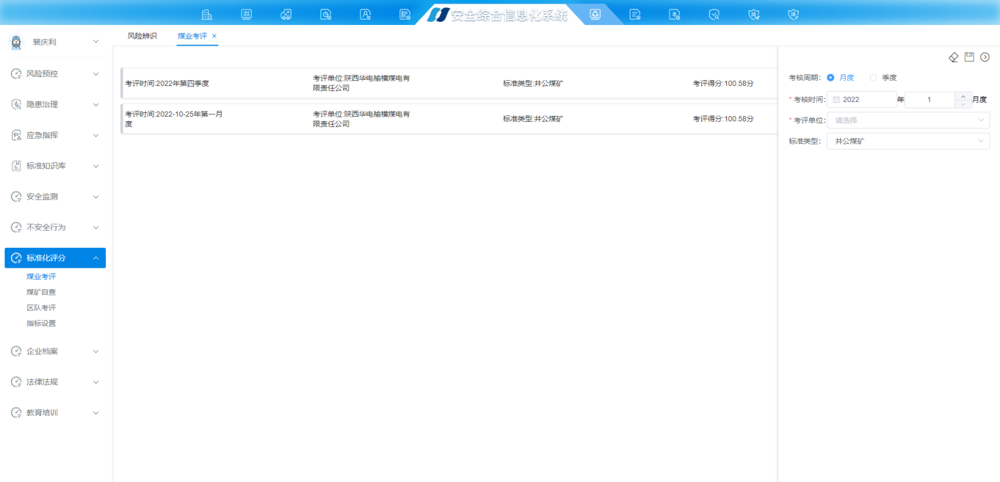 安全综合信息化系统
裴庆利
风险预控
隐患治理
应急指挥
标准知识库
安全监测
不安全行为
标准化评分
煤业考评
煤矿自查
区队考评
指标设置
企业档案
法律法规
教育培训
风险辨识 煤业考评 ×
考评时间:2022年第四季度
考评单位:陕西华电榆横煤电有
限责任公司
标准类型:井公煤矿
考评得分:100.58分
考评时间:2022-10-25年第一月
度
考评单位:陕西华电榆横煤电有
限责任公司
标准类型:井公煤矿
考评得分:100.58分
考核周期: 月度 季度
* 考核时间: 2022 年 1 月度
* 考评单位: 请选择
标准类型: 井公煤矿